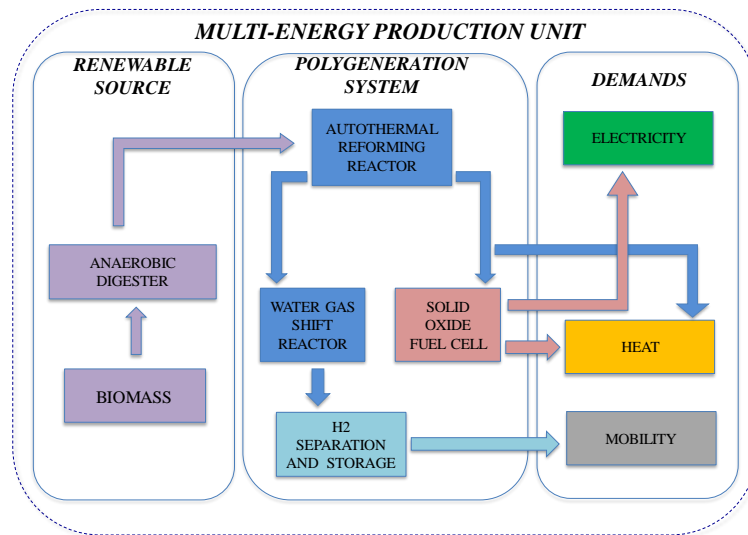 MULTI-ENERGY PRODUCTION UNIT
RENEWABLE
SOURCE
POLYGENERATION
SYSTEM
DEMANDS
AUTOTHERMAL
REFORMING
REACTOR
ELECTRICITY
ANAEROBIC
DIGESTER
WATER GAS
SHIFT
REACTOR
SOLID
OXIDE
FUEL CELL
HEAT
BIOMASS
H2
SEPARATION
AND STORAGE
MOBILITY